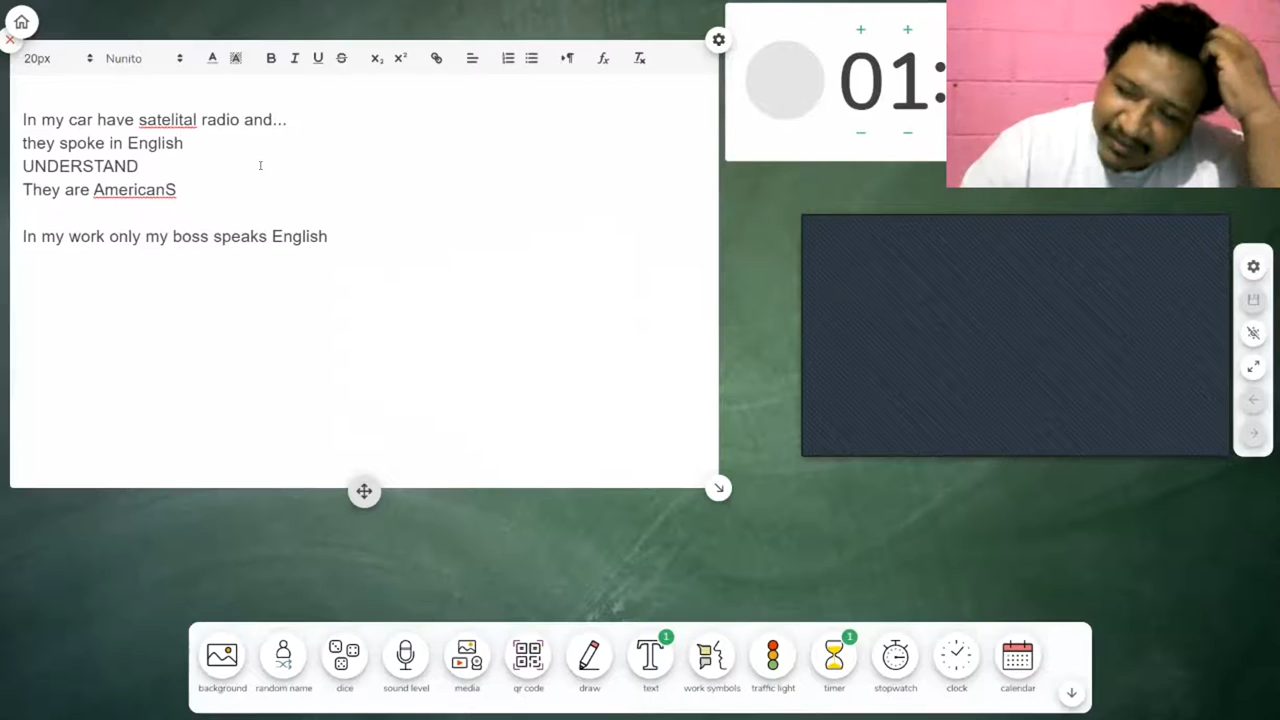 20px
Nunito
In my car have satelital radio and...
they spoke in English
UNDERSTAND
They are AmericanS
In my work only my boss speaks English
01:
background
random name
dice
sound level
media
qr code
draw
text
work symbols
traffic light
timer
stopwatch
clock
calendar
1
1